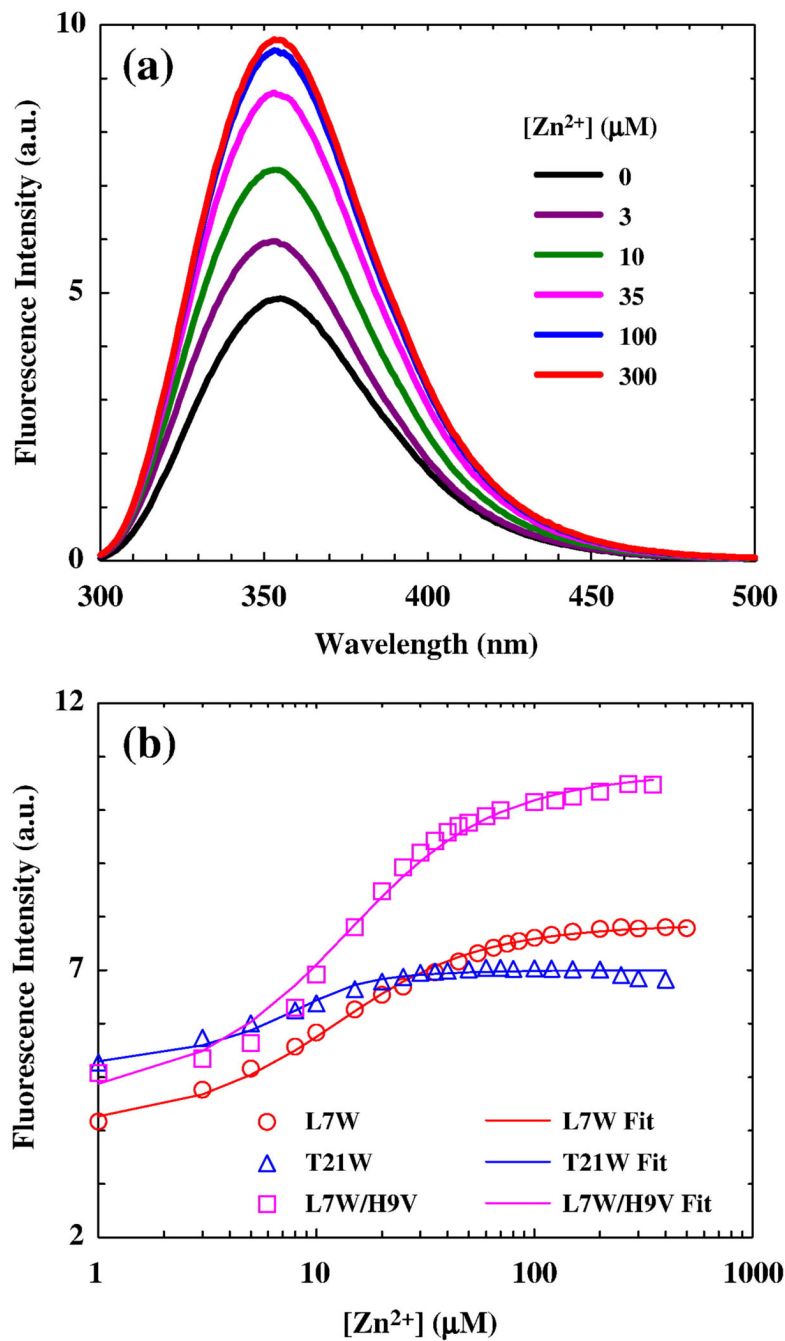 10
(a)
[Zn²⁺] (μM)
0
3
10
35
100
300
5
0
300 350 400 450 500
Fluorescence Intensity (a.u.)
Wavelength (nm)
12
(b)
7
2
L7W
T21W
L7W/H9V
L7W Fit
T21W Fit
L7W/H9V Fit
1 10 100 1000
Fluorescence Intensity (a.u.)
[Zn²⁺] (μM)